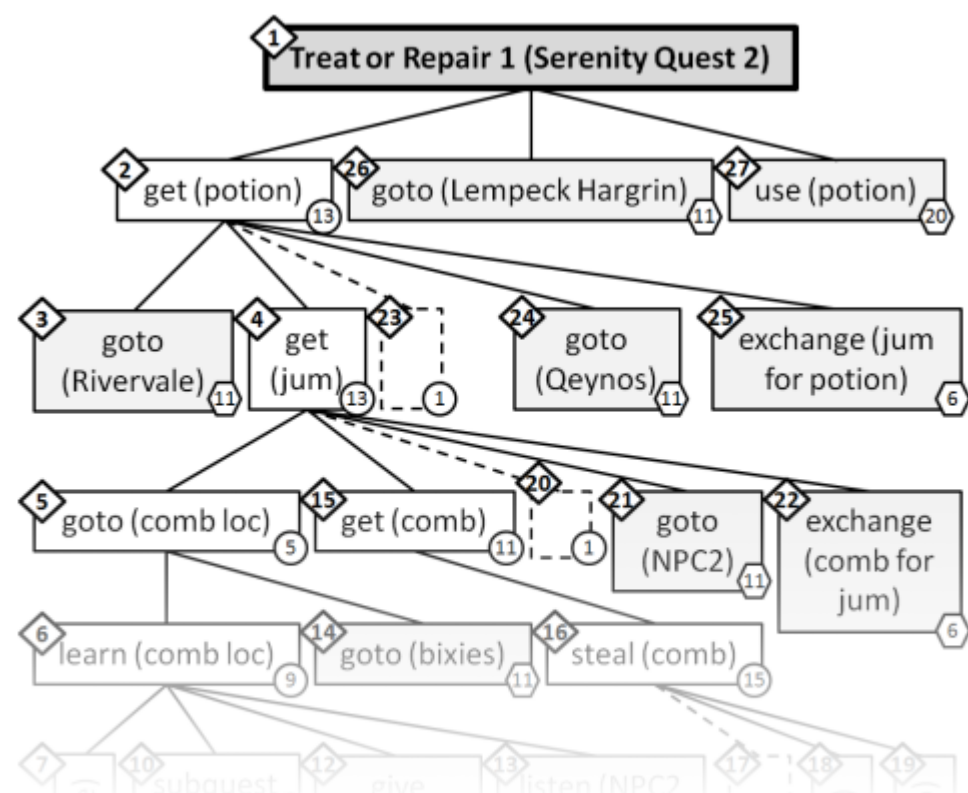 1
Treat or Repair 1 (Serenity Quest 2)
2
get (potion)
13
26
goto (Lempeck Hargrin)
11
27
use (potion)
20
3
goto
(Rivervale)
11
4
get
(jum)
13
23
1
24
goto
(Qeynos)
11
25
exchange (jum
for potion)
6
5
goto (comb loc)
5
15
get (comb)
11
20
1
21
goto
(NPC2)
11
22
exchange
(comb for
jum)
6
6
learn (comb loc)
9
14
goto (bixies)
11
16
steal (comb)
15
7
10
subquest
12
give
13
listen (NPC2
17
18
19